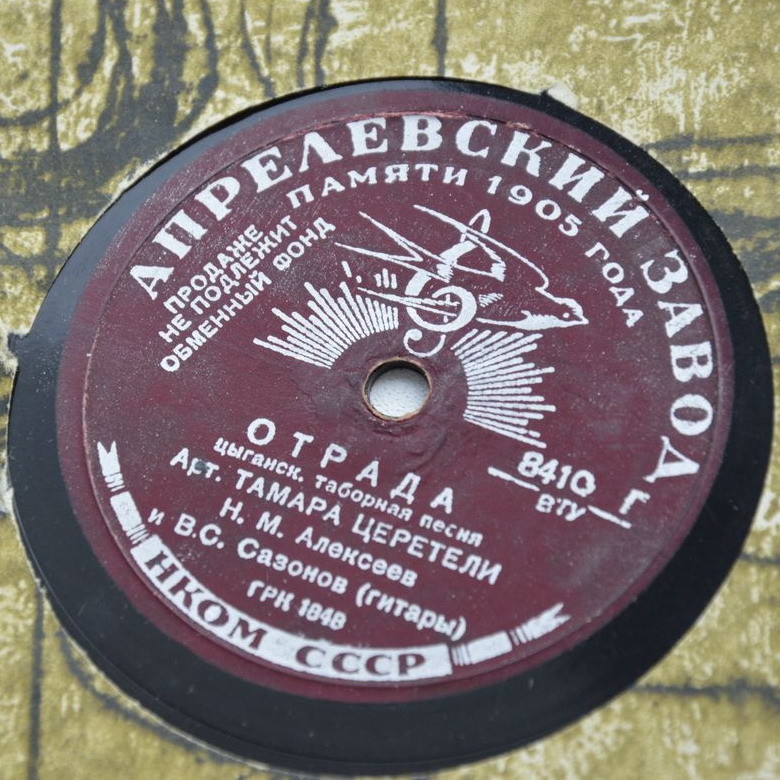 АПРЕЛЕВСКИЙ ЗАВОД
ПАМЯТИ 1905 ГОДА
ПРОДАЖЕ
НЕ ПОДЛЕЖИТ
ОБМЕННЫЙ ФОНД
8410 Г
ВТУ
ОТРАДА
цыганск. таборная песня
Арт. ТАМАРА ЦЕРЕТЕЛИ
Н. М. Алексеев
и В.С. Сазонов (гитары)
ГРК 1848
НКОМ СССР